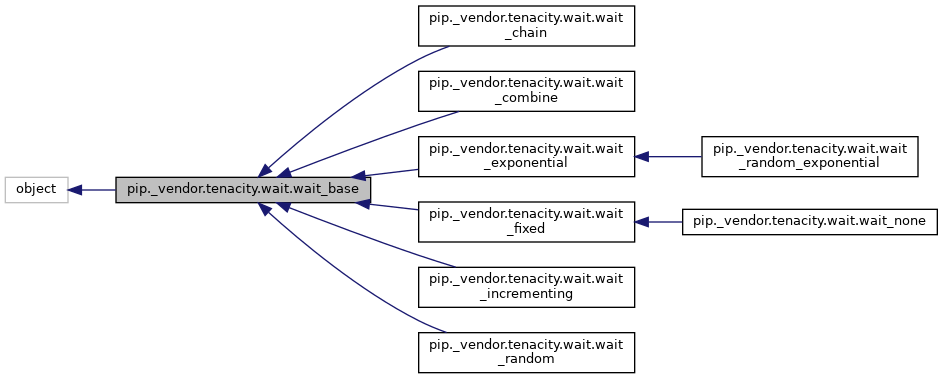 pip._vendor.tenacity.wait.wait
_chain
pip._vendor.tenacity.wait.wait
_combine
pip._vendor.tenacity.wait.wait
_exponential
pip._vendor.tenacity.wait.wait
_random_exponential
object
pip._vendor.tenacity.wait.wait_base
pip._vendor.tenacity.wait.wait
_fixed
pip._vendor.tenacity.wait.wait_none
pip._vendor.tenacity.wait.wait
_incrementing
pip._vendor.tenacity.wait.wait
_random